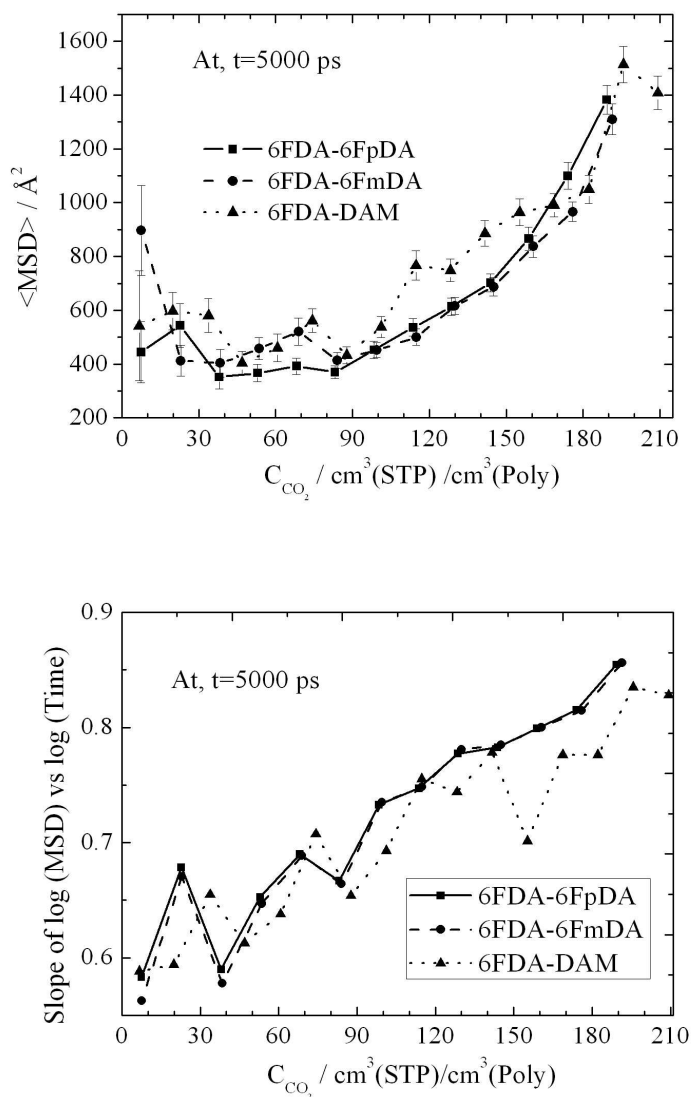 At, t=5000 ps
6FDA-6FpDA
6FDA-6FmDA
6FDA-DAM
<MSD> / Å²
1600
1400
1200
1000
800
600
400
200
0 30 60 90 120 150 180 210
C_CO₂ / cm³(STP) /cm³(Poly)
At, t=5000 ps
Slope of log (MSD) vs log (Time)
0.9
0.8
0.7
0.6
6FDA-6FpDA
6FDA-6FmDA
6FDA-DAM
0 30 60 90 120 150 180 210
C_CO₂ / cm³(STP)/cm³(Poly)